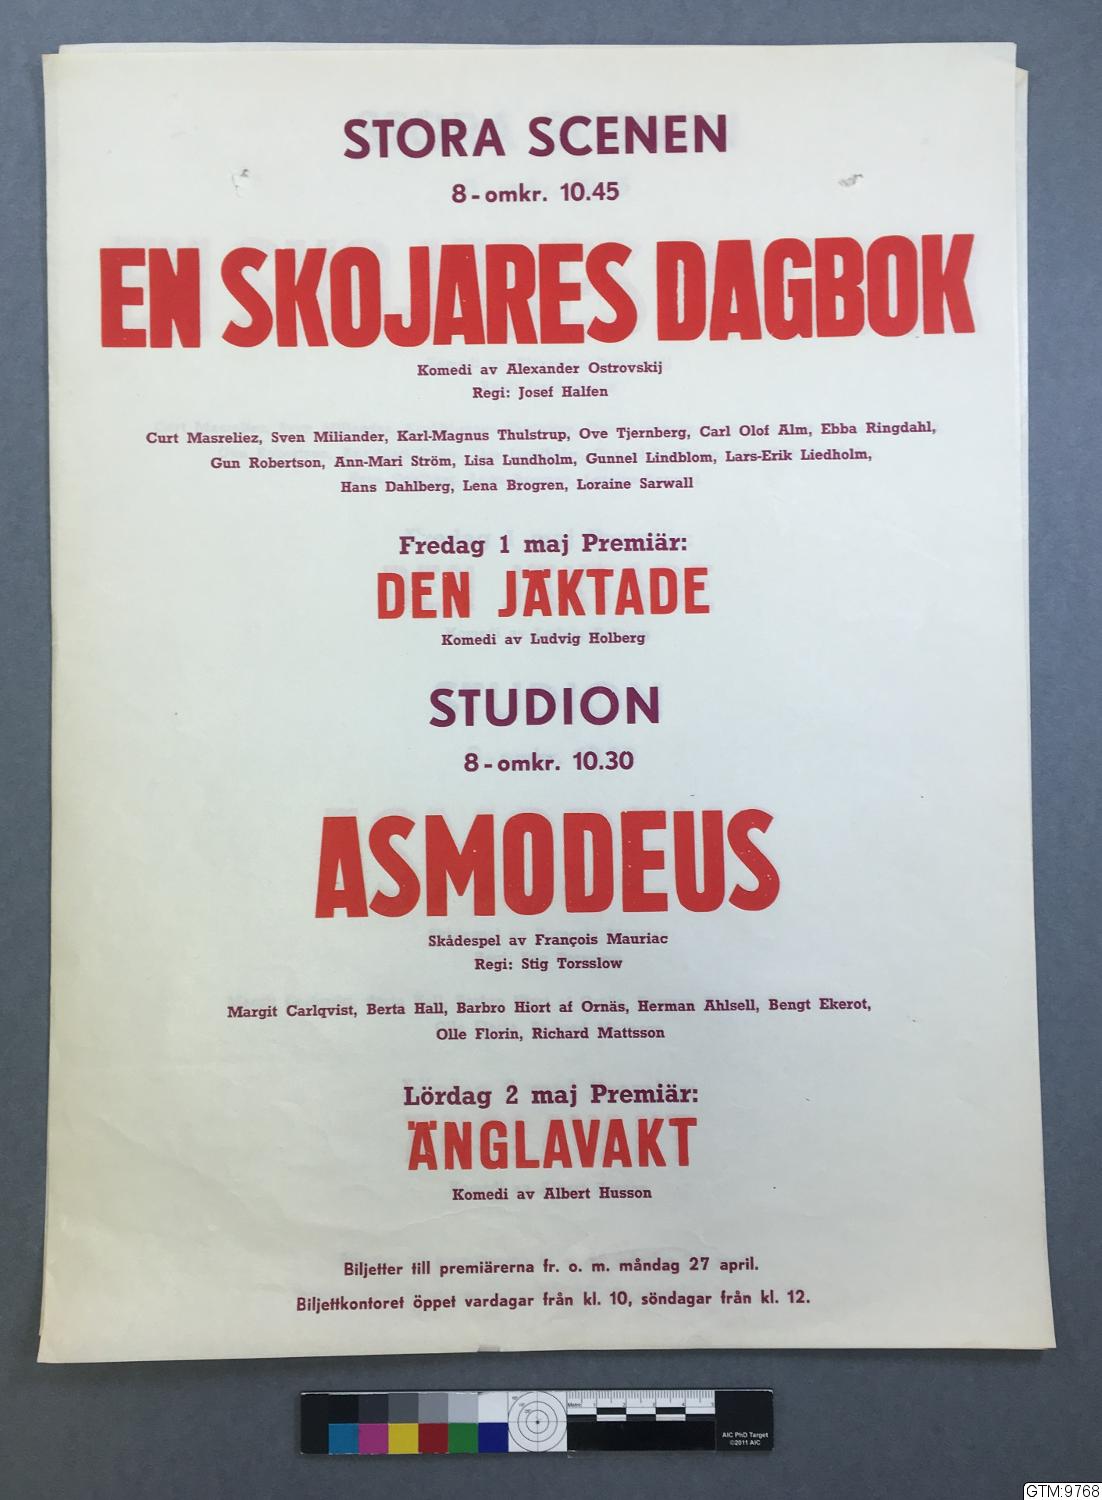 STORA SCENEN
8 - omkr. 10.45
EN SKOJARES DAGBOK
Komedi av Alexander Ostrovskij
Regi: Josef Halfen
Curt Masreliez, Sven Miliander, Karl-Magnus Thulstrup, Ove Tjernberg, Carl Olof Alm, Ebba Ringdahl,
Gun Robertson, Ann-Mari Ström, Lisa Lundholm, Gunnel Lindblom, Lars-Erik Liedholm,
Hans Dahlberg, Lena Brogren, Loraine Sarwall
Fredag 1 maj Premiär:
DEN JÄKTADE
Komedi av Ludvig Holberg
STUDION
8 - omkr. 10.30
ASMODEUS
Skådespel av François Mauriac
Regi: Stig Torsslow
Margit Carlqvist, Berta Hall, Barbro Hiort af Ornäs, Herman Ahlsell, Bengt Ekerot,
Olle Florin, Richard Mattsson
Lördag 2 maj Premiär:
ÄNGLAVAKT
Komedi av Albert Husson
Biljetter till premiärerna fr. o. m. måndag 27 april.
Biljettkontoret öppet vardagar från kl. 10, söndagar från kl. 12.
AIC PhD Target
©2011 AIC
GTM:9768